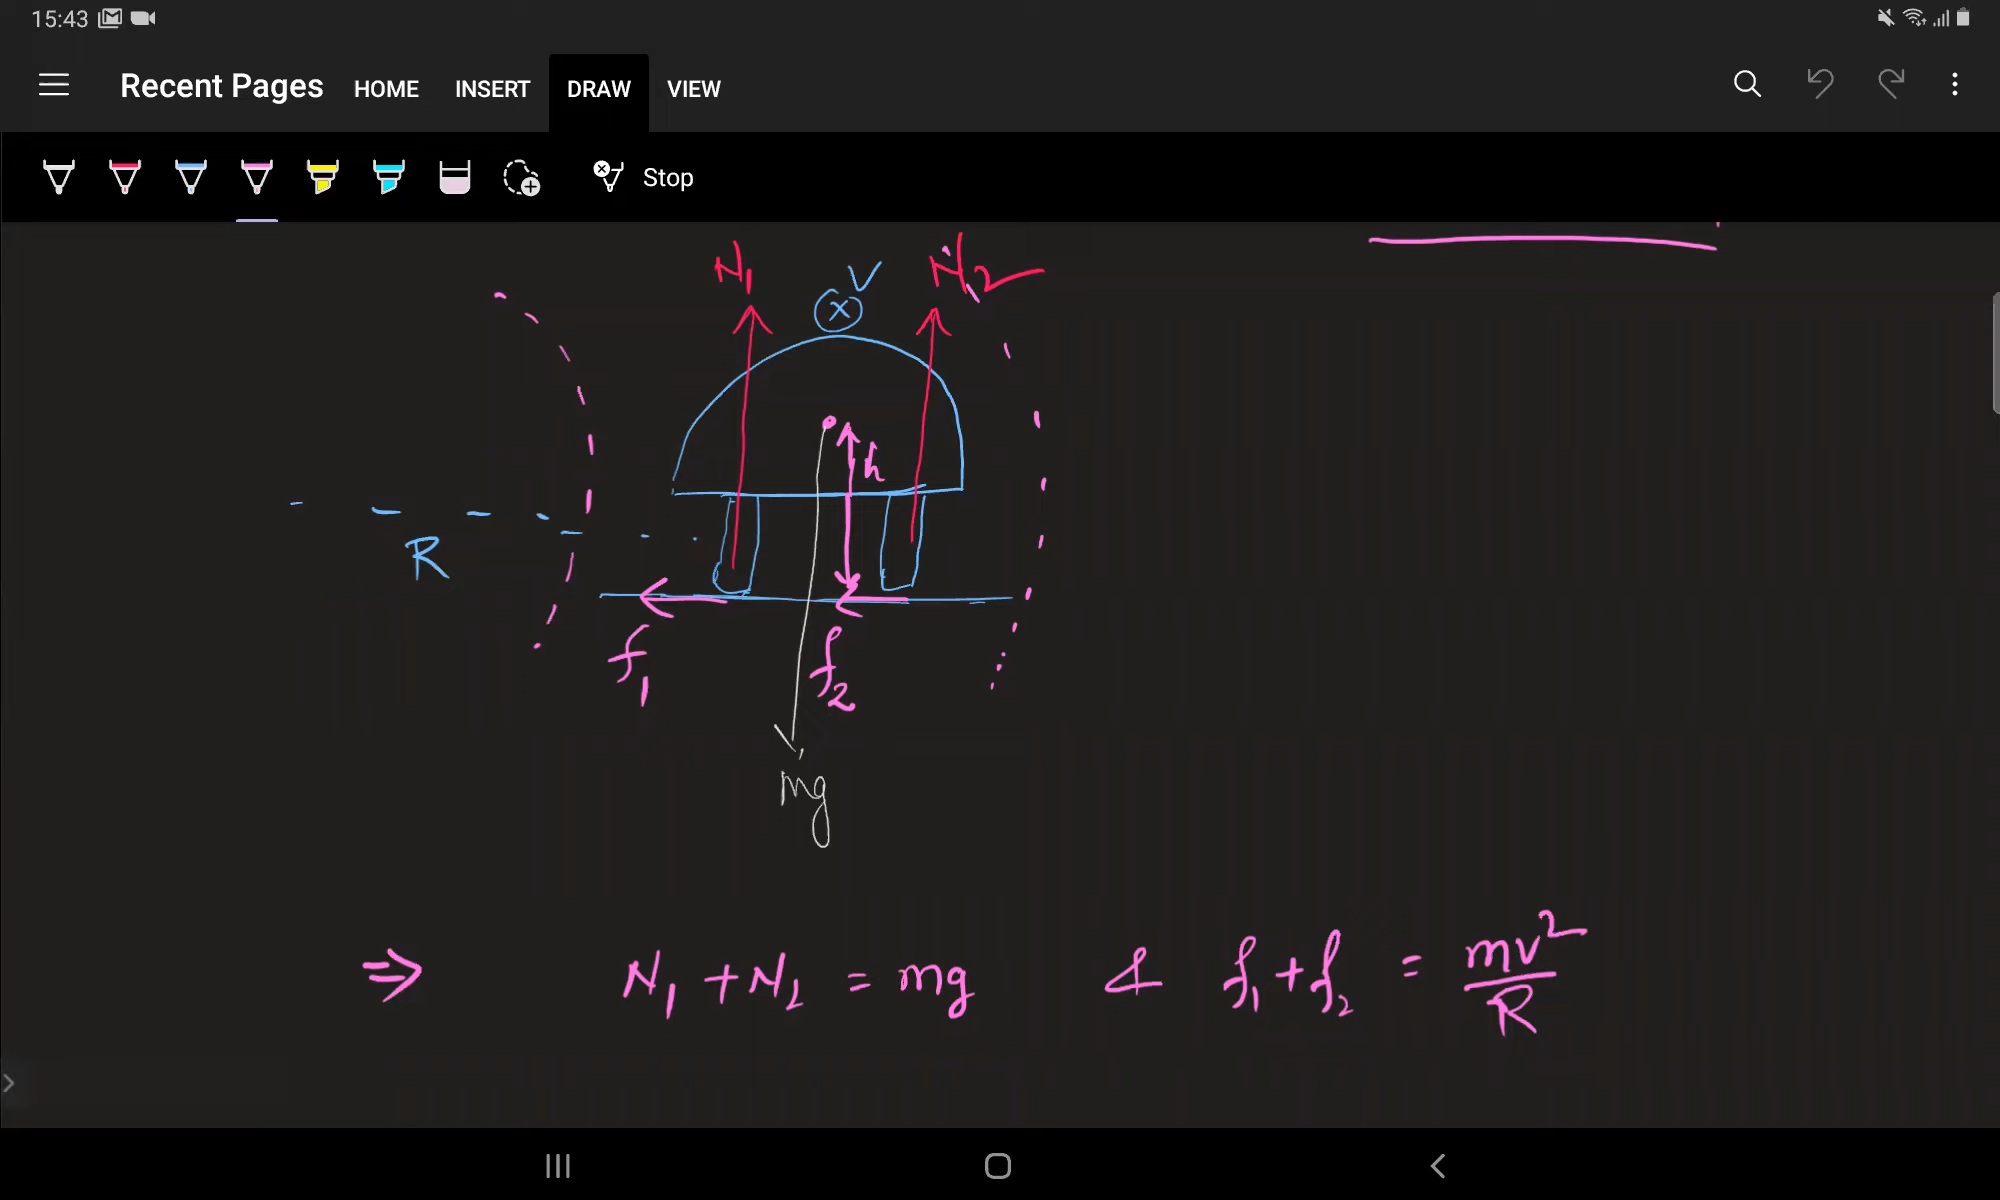 15:43
Recent Pages HOME INSERT DRAW VIEW
Stop
N₁ V N₂
h
R
f₁ f₂
mg
⇒ N₁ + N₂ = mg & f₁ + f₂ = mv²/R